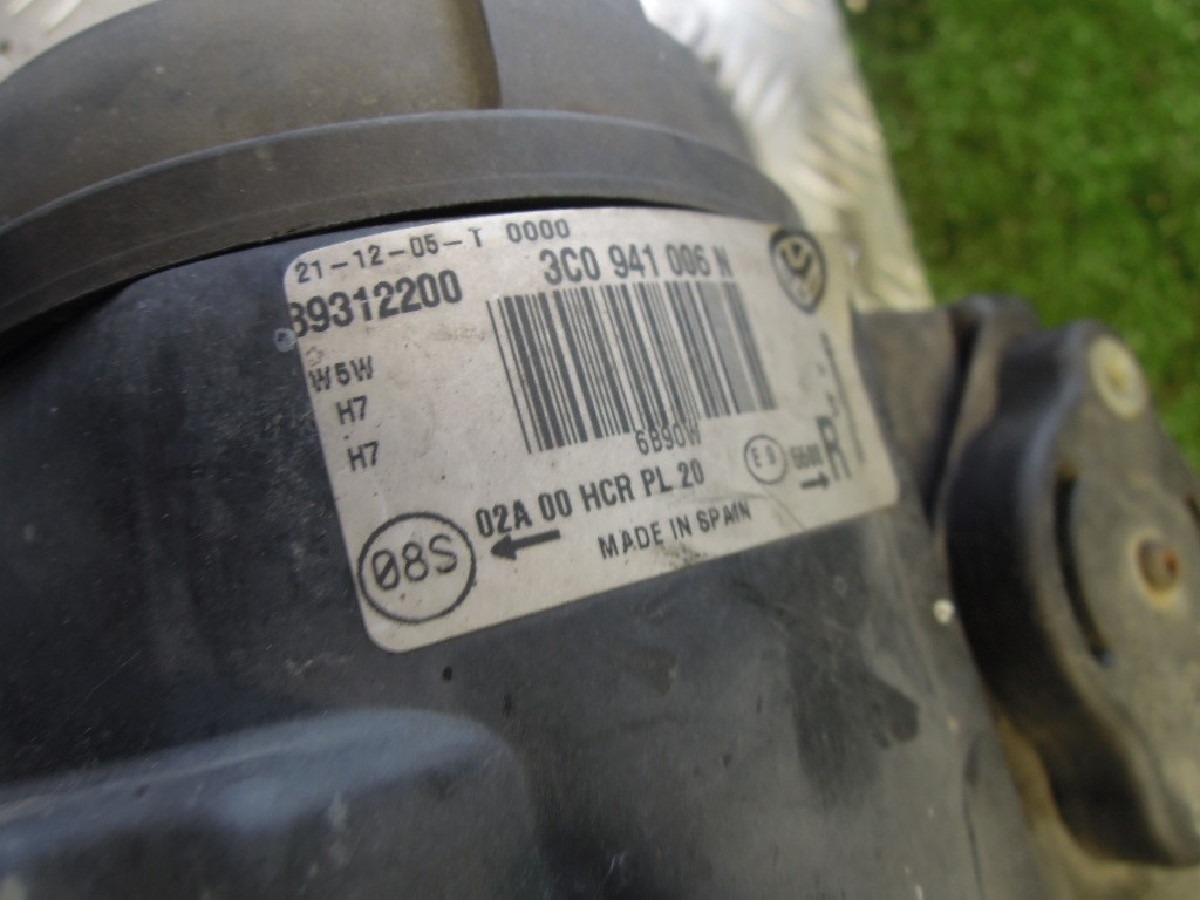 21-12-05-T 0000
89312200 3C0 941 006 N
W5W
H7
H7
6890W
02A 00 HCR PL 20
MADE IN SPAIN
08S
R